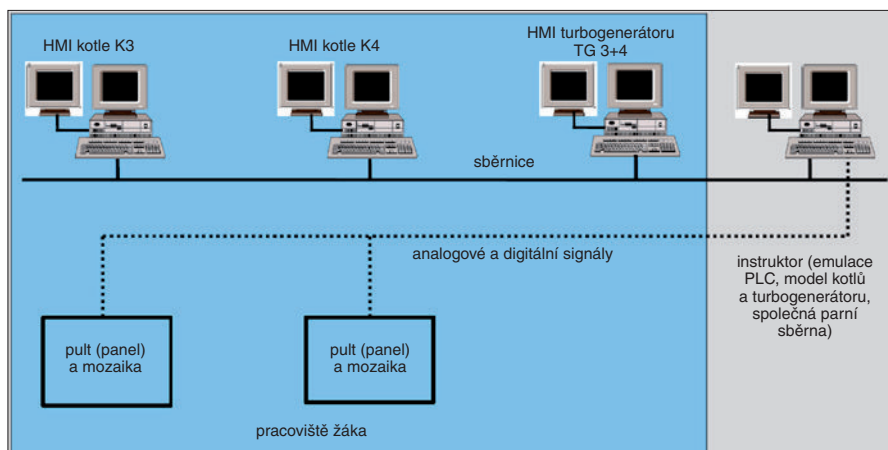 HMI kotle K3
HMI kotle K4
HMI turbogenerátoru
TG 3+4
sběrnice
analogové a digitální signály
instruktor (emulace
PLC, model kotlů
a turbogenerátoru,
společná parní
sběrna)
pult (panel)
a mozaika
pult (panel)
a mozaika
pracoviště žáka